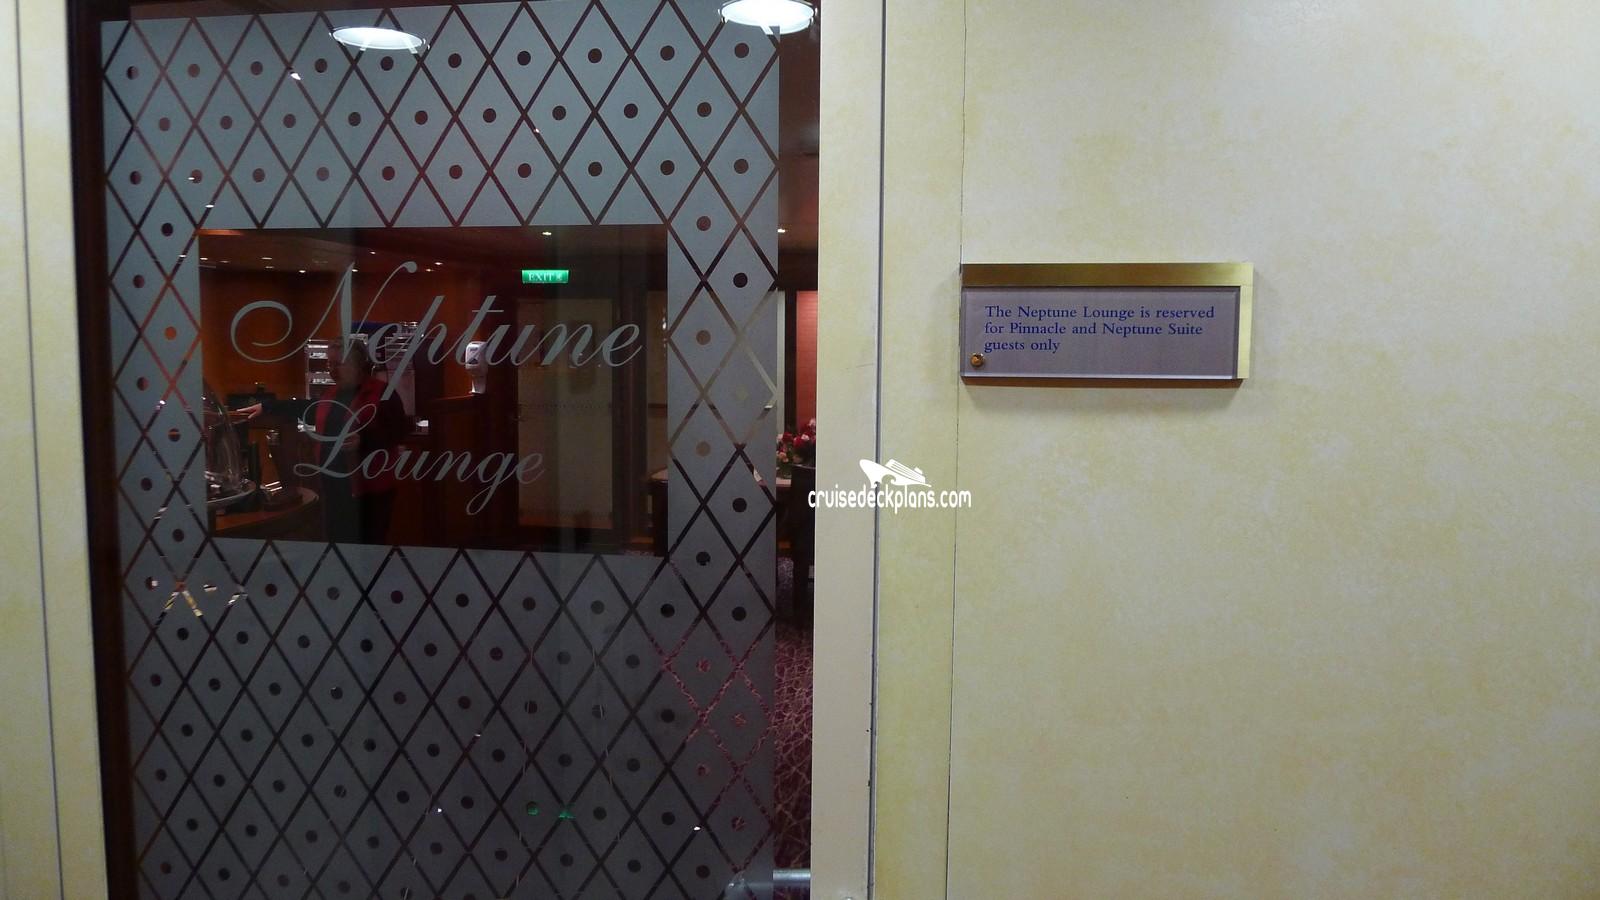 Neptune
Lounge
EXIT
The Neptune Lounge is reserved
for Pinnacle and Neptune Suite
guests only
cruisedeckplans.com